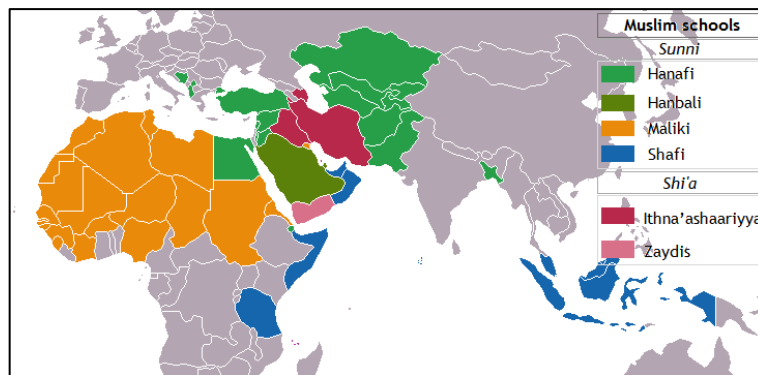 Muslim schools
Sunni
Hanafi
Hanbali
Maliki
Shafi
Shi'a
Ithna'ashaariyya
Zaydis